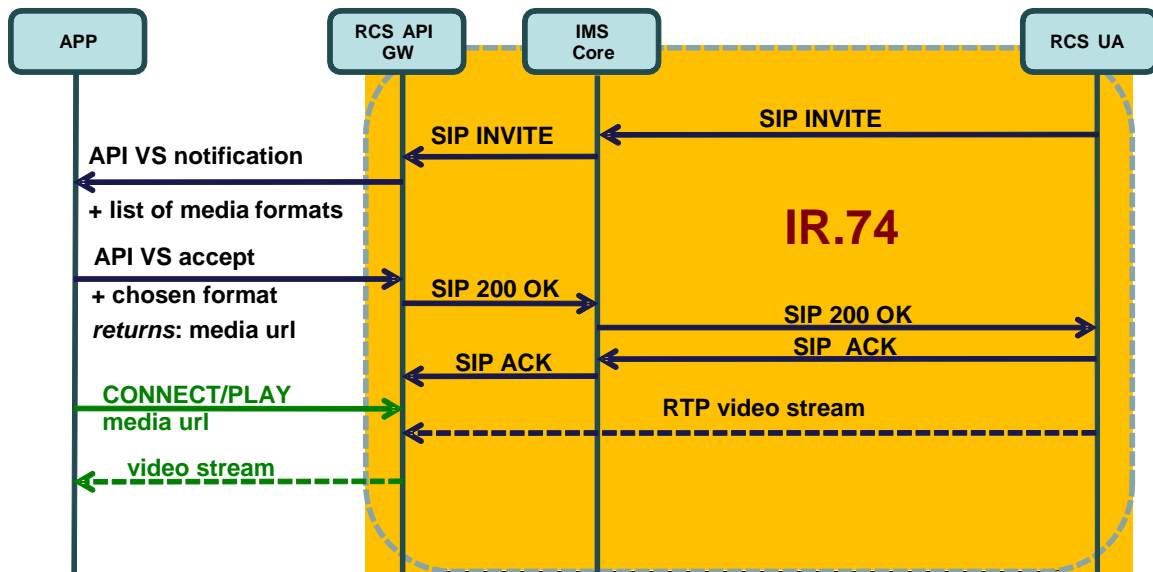 APP
RCS API
GW
IMS
Core
RCS UA
SIP INVITE
SIP INVITE
API VS notification
+ list of media formats
IR.74
API VS accept
+ chosen format
SIP 200 OK
SIP 200 OK
returns: media url
SIP ACK
SIP ACK
CONNECT/PLAY
media url
RTP video stream
video stream